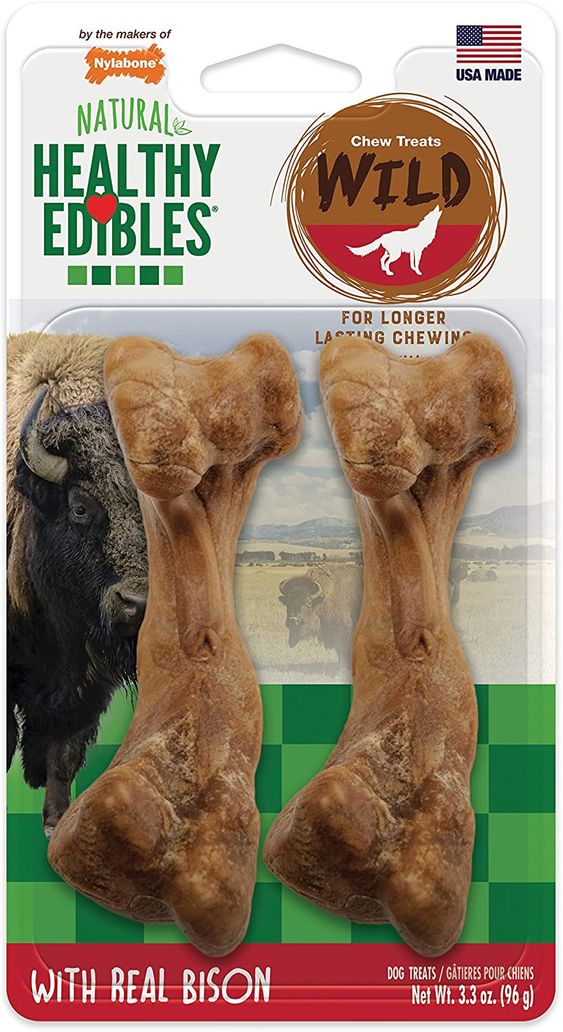 by the makers of
Nylabone®
NATURAL
HEALTHY
EDIBLES®
USA MADE
Chew Treats
WILD
FOR LONGER
LASTING CHEWING
WITH REAL BISON
DOG TREATS / GÂTIERES POUR CHIENS
Net Wt. 3.3 oz. (96 g)